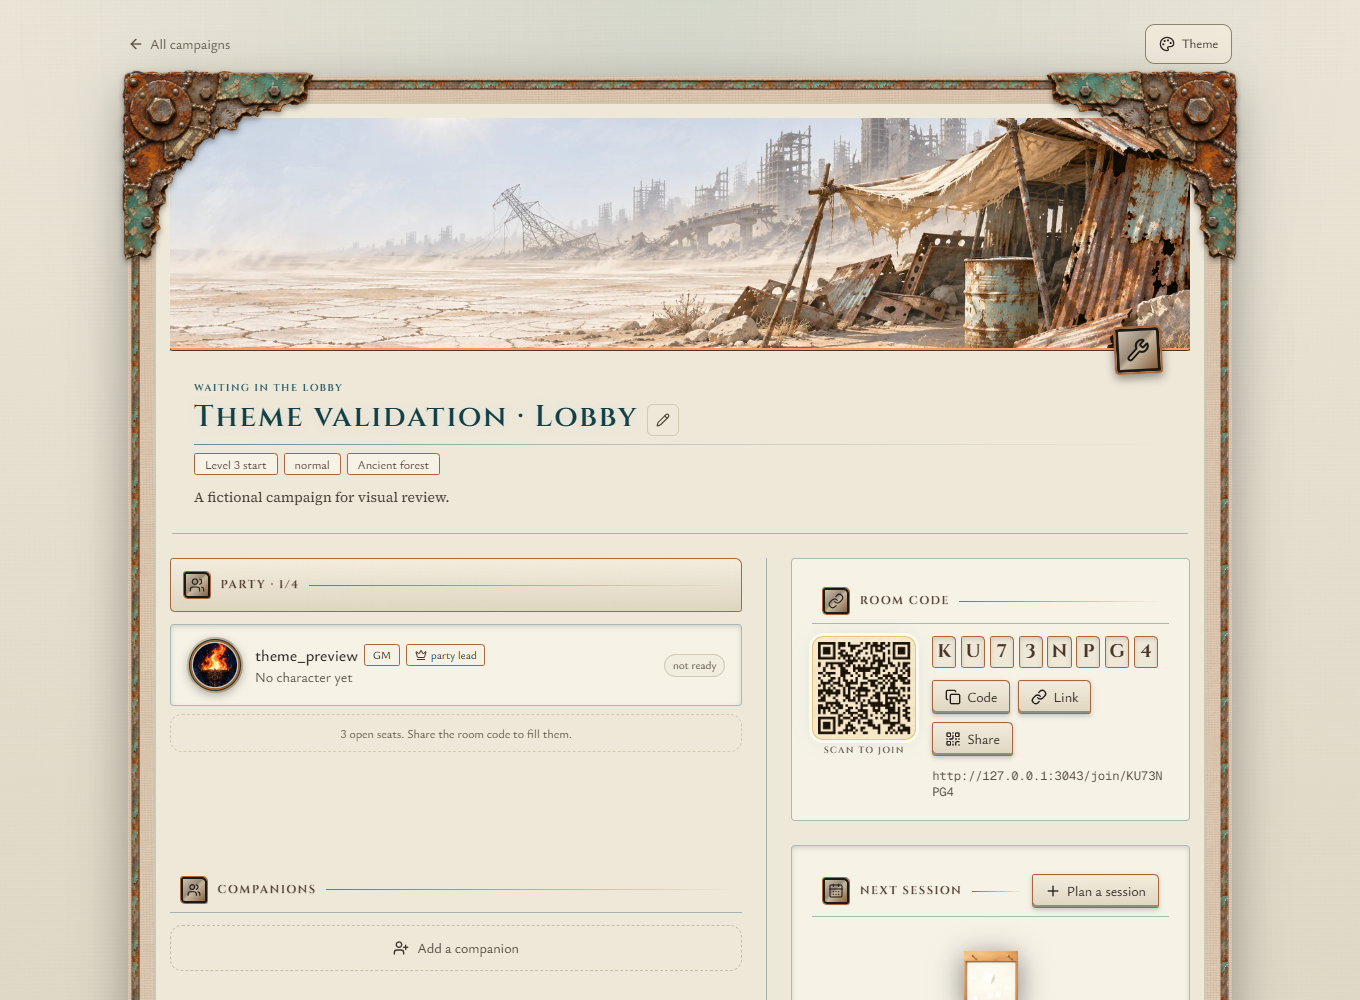 All campaigns
Theme
WAITING IN THE LOBBY
THEME VALIDATION · LOBBY
Level 3 start
normal
Ancient forest
A fictional campaign for visual review.
PARTY · 1/4
theme_preview
GM
party lead
No character yet
not ready
3 open seats. Share the room code to fill them.
COMPANIONS
Add a companion
ROOM CODE
SCAN TO JOIN
K U 7 3 N P G 4
Code
Link
Share
http://127.0.0.1:3043/join/KU73N
PG4
NEXT SESSION
Plan a session